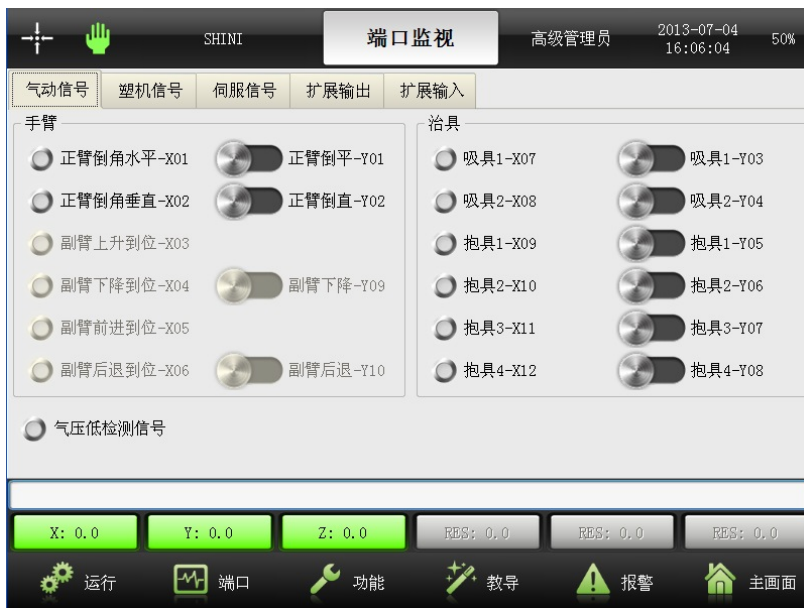 SHINI 端口监视 高级管理员 2013-07-04 16:06:04 50%
气动信号 塑机信号 伺服信号 扩展输出 扩展输入
手臂
正臂倒角水平-X01 正臂倒平-Y01
正臂倒角垂直-X02 正臂倒直-Y02
副臂上升到位-X03
副臂下降到位-X04 副臂下降-Y09
副臂前进到位-X05
副臂后退到位-X06 副臂后退-Y10
治具
吸具1-X07 吸具1-Y03
吸具2-X08 吸具2-Y04
抱具1-X09 抱具1-Y05
抱具2-X10 抱具2-Y06
抱具3-X11 抱具3-Y07
抱具4-X12 抱具4-Y08
气压低检测信号
X: 0.0 Y: 0.0 Z: 0.0 RES: 0.0 RES: 0.0 RES: 0.0
运行 端口 功能 教导 报警 主画面